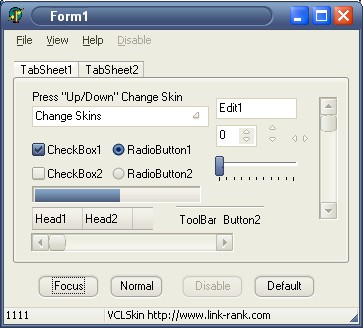 Form1
File View Help Disable
TabSheet1 TabSheet2
Press "Up/Down" Change Skin
Edit1
Change Skins
0
CheckBox1 RadioButton1
CheckBox2 RadioButton2
Head1 Head2 ToolBar Button2
Focus Normal Disable Default
1111 VCLSkin http://www.link-rank.com